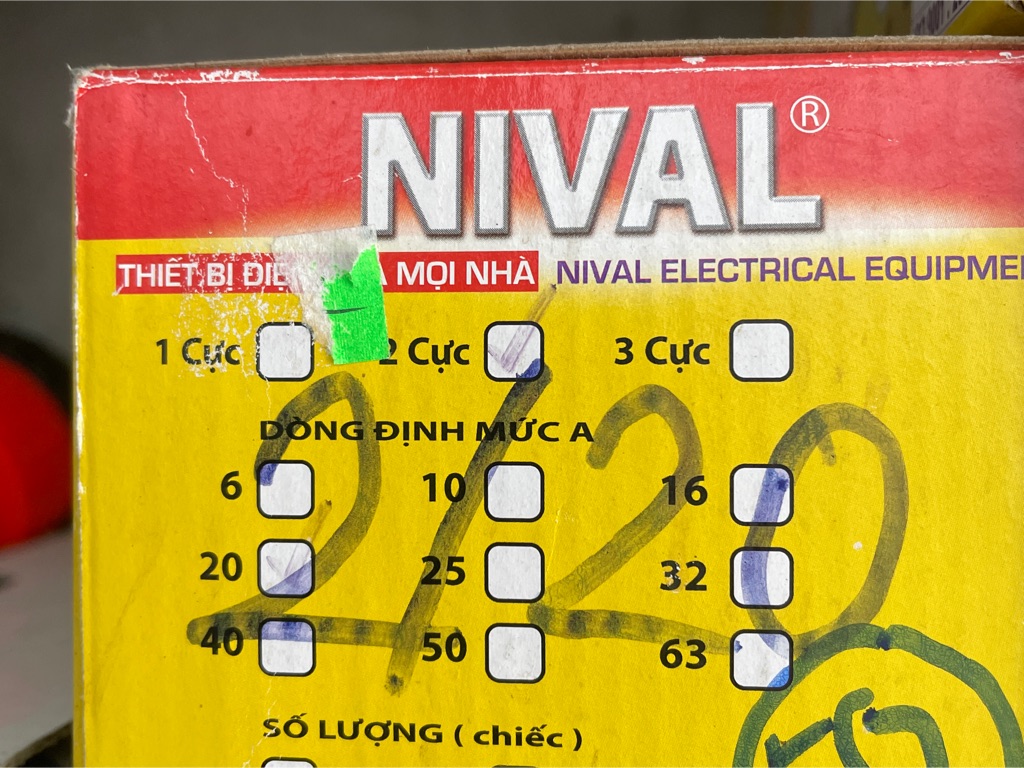 NIVAL®
THIẾT BỊ ĐIỆ A MỌI NHÀ NIVAL ELECTRICAL EQUIPME
1 Cực 2 Cực 3 Cực
2/20
DÒNG ĐỊNH MỨC A
6 10 16
20 25 32
40 50 63
SỐ LƯỢNG ( chiếc )